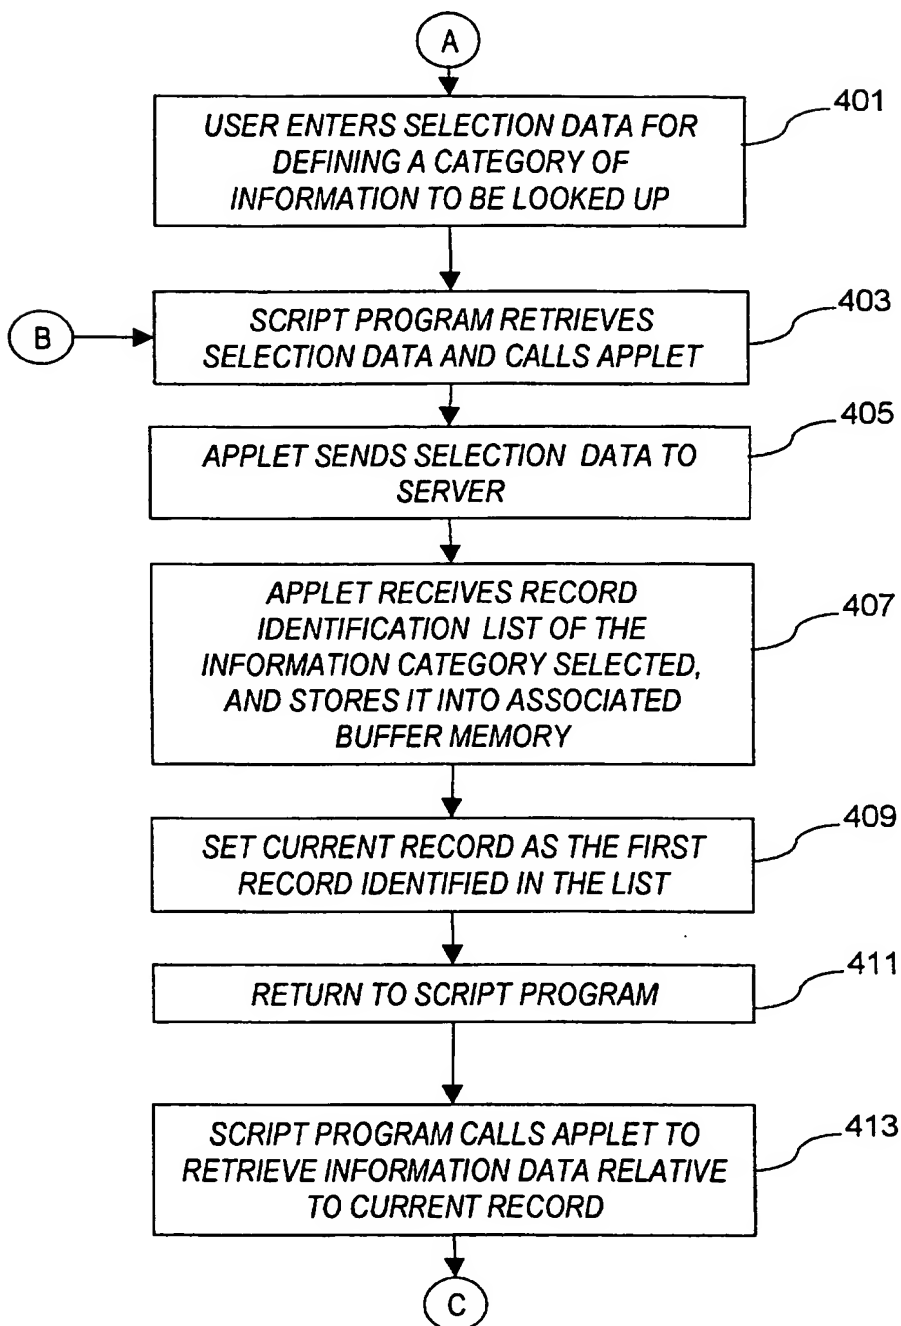 A
USER ENTERS SELECTION DATA FOR
DEFINING A CATEGORY OF
INFORMATION TO BE LOOKED UP
401
B
SCRIPT PROGRAM RETRIEVES
SELECTION DATA AND CALLS APPLET
403
APPLET SENDS SELECTION DATA TO
SERVER
405
APPLET RECEIVES RECORD
IDENTIFICATION LIST OF THE
INFORMATION CATEGORY SELECTED,
AND STORES IT INTO ASSOCIATED
BUFFER MEMORY
407
SET CURRENT RECORD AS THE FIRST
RECORD IDENTIFIED IN THE LIST
409
RETURN TO SCRIPT PROGRAM
411
SCRIPT PROGRAM CALLS APPLET TO
RETRIEVE INFORMATION DATA RELATIVE
TO CURRENT RECORD
413
C